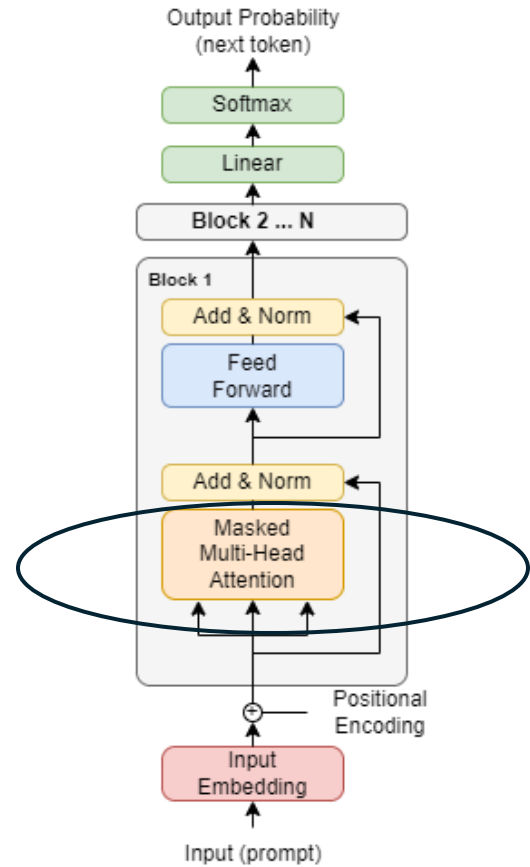 Output Probability
(next token)
Softmax
Linear
Block 2 ... N
Block 1
Add & Norm
Feed
Forward
Add & Norm
Masked
Multi-Head
Attention
Positional
Encoding
Input
Embedding
Input (prompt)